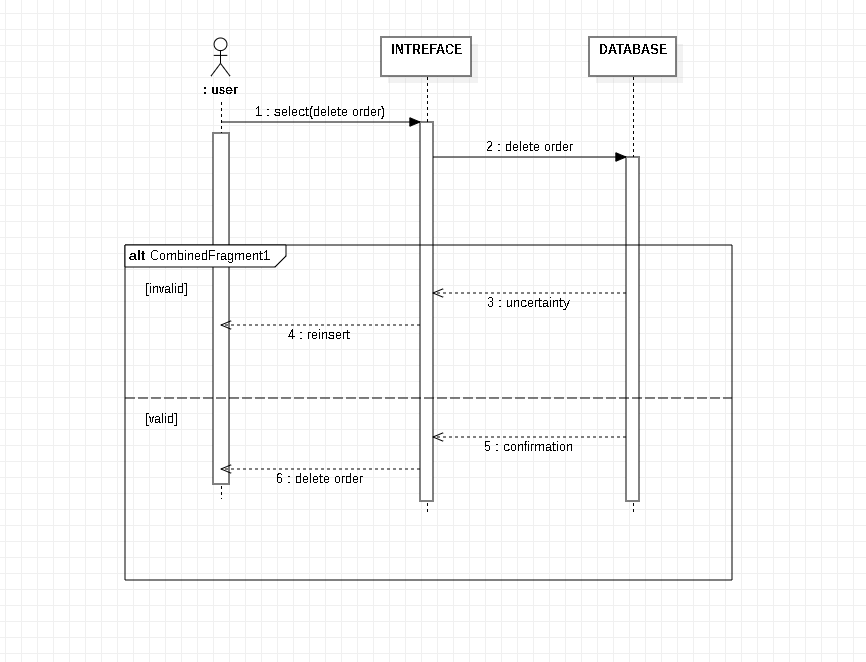 INTREFACE
DATABASE
: user
1 : select(delete order)
2 : delete order
alt CombinedFragment1
[invalid]
3 : uncertainty
4 : reinsert
[valid]
5 : confirmation
6 : delete order